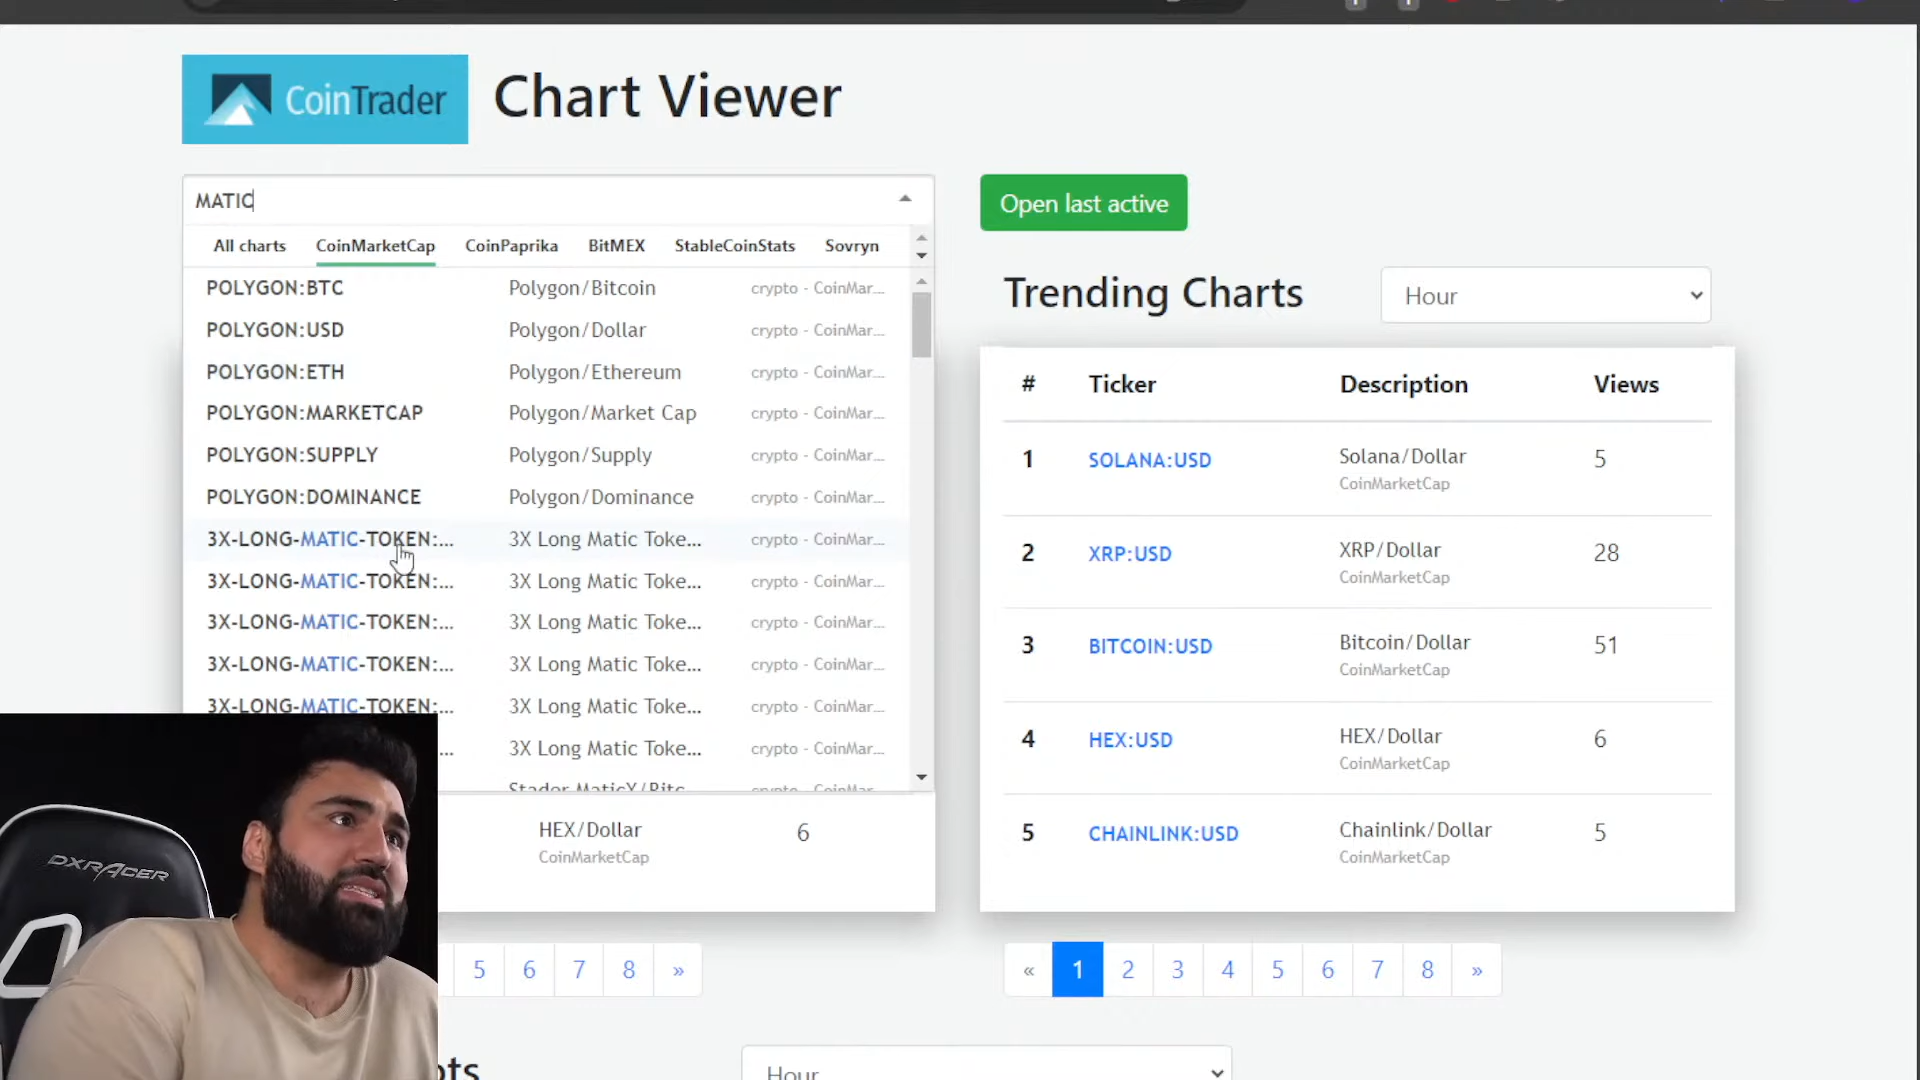 CoinTrader Chart Viewer
MATIC
All charts CoinMarketCap CoinPaprika BitMEX StableCoinStats Sovryn
POLYGON:BTC Polygon/Bitcoin crypto - CoinMar...
POLYGON:USD Polygon/Dollar crypto - CoinMar...
POLYGON:ETH Polygon/Ethereum crypto - CoinMar...
POLYGON:MARKETCAP Polygon/Market Cap crypto - CoinMar...
POLYGON:SUPPLY Polygon/Supply crypto - CoinMar...
POLYGON:DOMINANCE Polygon/Dominance crypto - CoinMar...
3X-LONG-MATIC-TOKEN:... 3X Long Matic Toke... crypto - CoinMar...
3X-LONG-MATIC-TOKEN:... 3X Long Matic Toke... crypto - CoinMar...
3X-LONG-MATIC-TOKEN:... 3X Long Matic Toke... crypto - CoinMar...
3X-LONG-MATIC-TOKEN:... 3X Long Matic Toke... crypto - CoinMar...
3X-LONG-MATIC-TOKEN:... 3X Long Matic Toke... crypto - CoinMar...
... 3X Long Matic Toke... crypto - CoinMar...
Stader MaticX/Bitc... crypto - CoinMar...
HEX/Dollar 6
CoinMarketCap
5 6 7 8 »
Open last active
Trending Charts Hour
# Ticker Description Views
1 SOLANA:USD Solana/Dollar 5
CoinMarketCap
2 XRP:USD XRP/Dollar 28
CoinMarketCap
3 BITCOIN:USD Bitcoin/Dollar 51
CoinMarketCap
4 HEX:USD HEX/Dollar 6
CoinMarketCap
5 CHAINLINK:USD Chainlink/Dollar 5
CoinMarketCap
« 1 2 3 4 5 6 7 8 »
Hour
DXRACER